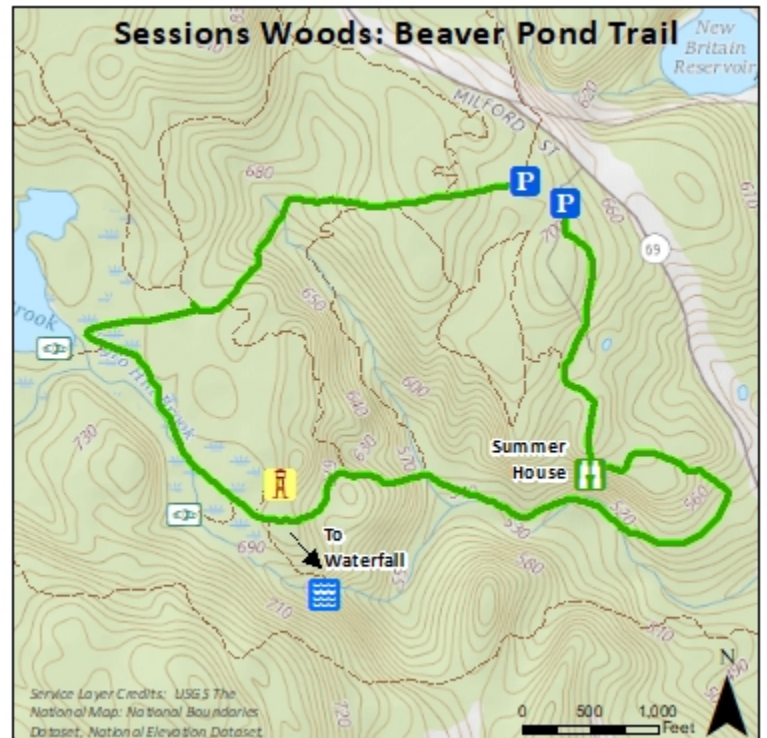 Sessions Woods: Beaver Pond Trail
New
Britain
Reservoir
MILFORD ST
620
610
680
P
P
660
700
69
650
600
640
630
570
730
Summer
House
560
520
530
580
To
Waterfall
690
710
720
N
Service Layer Credits: USGS The
National Map: National Boundaries
Dataset, National Elevation Dataset,
0 500 1,000
Feet